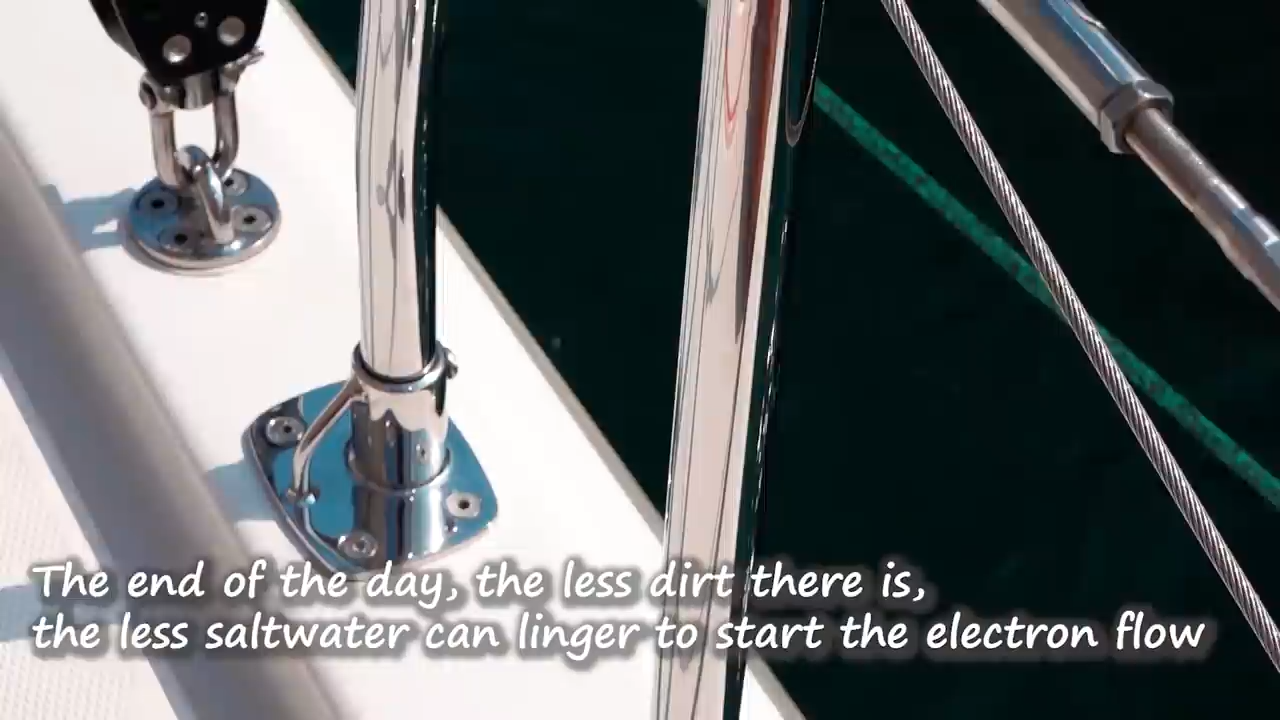 The end of the day, the less dirt there is,
the less saltwater can linger to start the electron flow